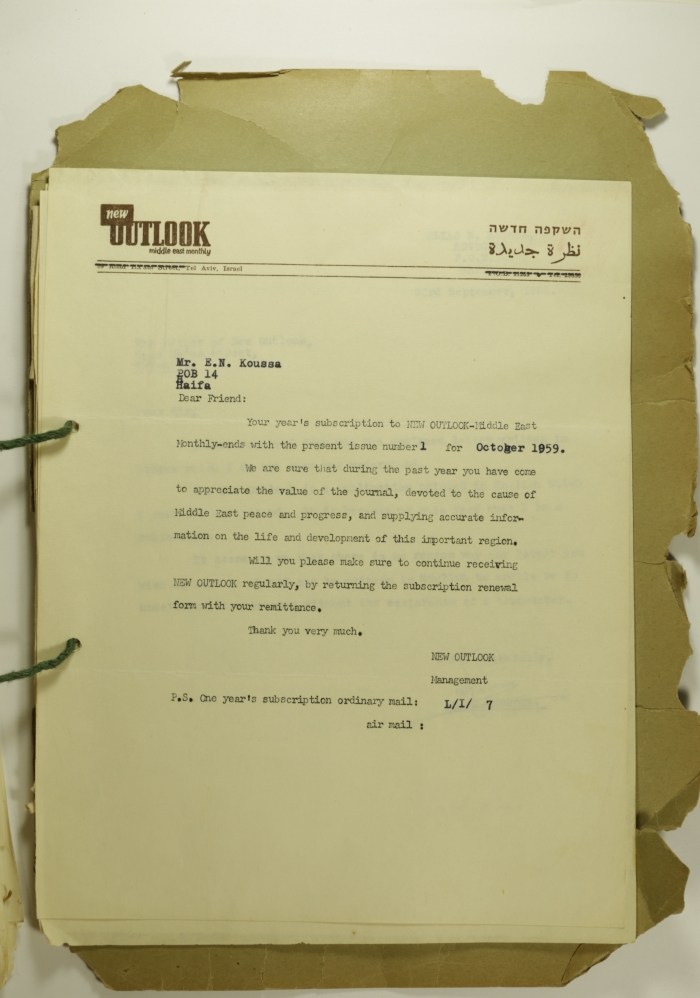 new
OUTLOOK
middle east monthly
השקפה חדשה
نظرة جديدة
Tel Aviv, Israel
Mr. E.N. Koussa
POB 14
Haifa
Dear Friend:
Your year's subscription to NEW OUTLOOK-Middle East
Monthly-ends with the present issue number 1 for October 1959.
We are sure that during the past year you have come
to appreciate the value of the journal, devoted to the cause of
Middle East peace and progress, and supplying accurate infor-
mation on the life and development of this important region.
Will you please make sure to continue receiving
NEW OUTLOOK regularly, by returning the subscription renewal
form with your remittance.
Thank you very much.
NEW OUTLOOK
Management
P.S. One year's subscription ordinary mail: L/I/ 7
air mail :